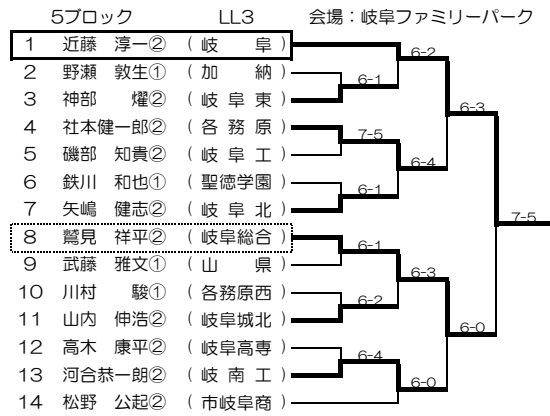 5ブロック LL3 会場：岐阜ファミリーパーク
1 近藤 淳一② （岐 阜）
2 野瀬 敦生① （加 納）
3 神部 燿② （岐阜東）
4 社本健一郎② （各務原）
5 磯部 知貴② （岐阜工）
6 鉄川 和也① （聖徳学園）
7 矢嶋 健志② （岐阜北）
8 鷲見 祥平② （岐阜総合）
9 武藤 雅文① （山 県）
10 川村 駿① （各務原西）
11 山内 伸浩② （岐阜城北）
12 高木 康平② （岐阜高専）
13 河合恭一朗② （岐南工）
14 松野 公起② （市岐阜商）
6-2
6-1
6-3
7-5
6-4
6-1
7-5
6-1
6-3
6-2
6-0
6-4
6-0